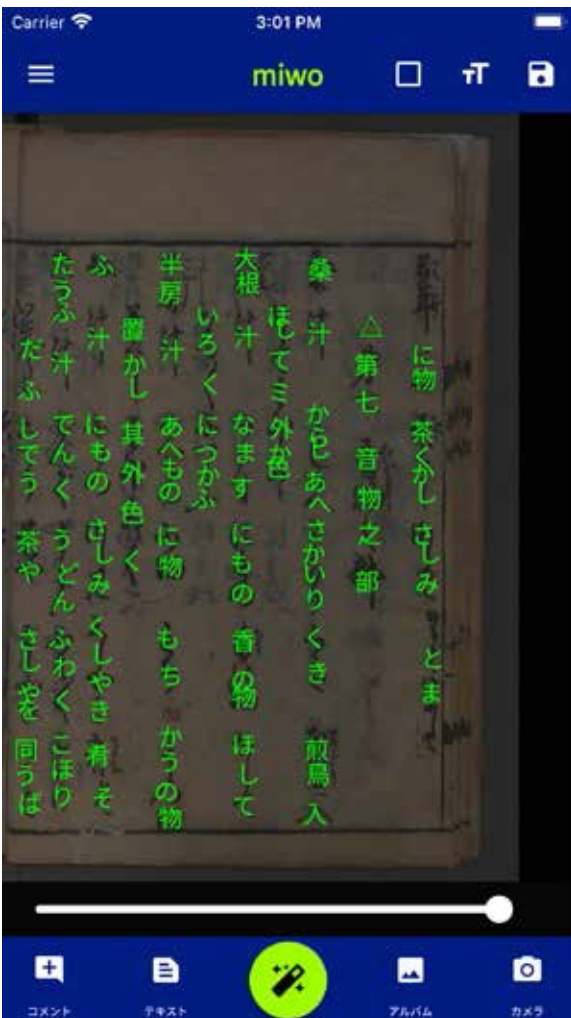 Carrier
3:01 PM
miwo
に物 茶くかし さしみ とま
△第七 音物之部
桑 汁 からし あへ さかいり くき 煎鳥 入
ほしてミ 外か色
大根 汁 なます にもの 香の物 ほして
いろく につかふ
半房 汁 あへもの に物 もち かうの物
置かし 其外色く
ふ 汁 にもの さしみ くしやき 肴 そ
たうふ 汁 てんく うどん ふわく こほり
だふ しでう 茶や さし やを 同うは
コメント
テキスト
アルバム
カメラ